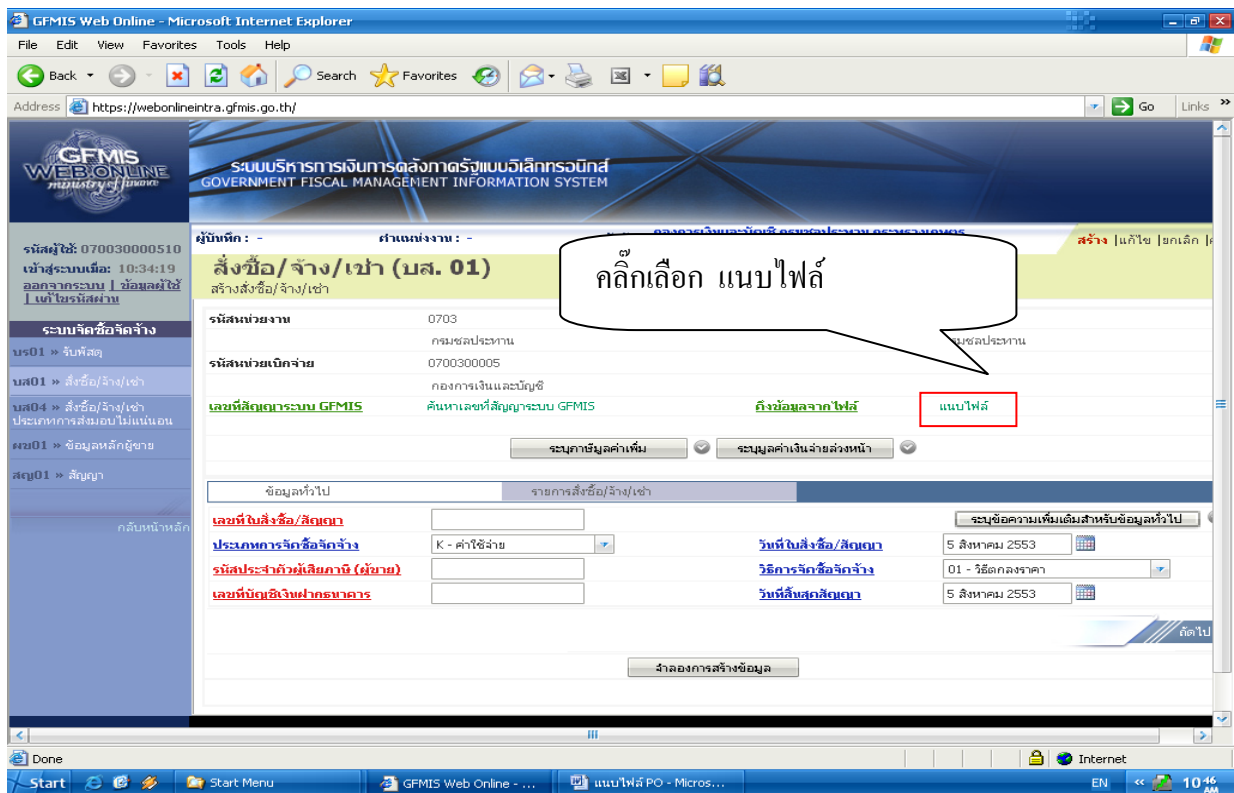 GFMIS Web Online - Microsoft Internet Explorer
File Edit View Favorites Tools Help
Back Search Favorites
Address https://webonlineintra.gfmis.go.th/ Go Links »
GFMIS
WEB ONLINE
ministry of finance
ระบบบริหารการเงินการคลังภาครัฐแบบอิเล็กทรอนิกส์
GOVERNMENT FISCAL MANAGEMENT INFORMATION SYSTEM
รหัสผู้ใช้: 070030000510
เข้าสู่ระบบเมื่อ: 10:34:19
ออกจากระบบ | ข้อมูลผู้ใช้
| แก้ไขรหัสผ่าน
ระบบจัดซื้อจัดจ้าง
บร01 » รับพัสดุ
บส01 » สั่งซื้อ/จ้าง/เช่า
บส04 » สั่งซื้อ/จ้าง/เช่า
ประเภทการส่งมอบไม่แน่นอน
ผข01 » ข้อมูลหลักผู้ขาย
สญ01 » สัญญา
กลับหน้าหลัก
ผู้บันทึก : - ตำแหน่งงาน : -
สร้าง |แก้ไข |ยกเลิก |
สั่งซื้อ/จ้าง/เช่า (บส. 01)
สร้างสั่งซื้อ/จ้าง/เช่า
คลิ๊กเลือก แนบไฟล์
รหัสหน่วยงาน 0703
กรมชลประทาน
รหัสหน่วยเบิกจ่าย 0700300005
กองการเงินและบัญชี
เลขที่สัญญาระบบ GFMIS ค้นหาเลขที่สัญญาระบบ GFMIS ดึงข้อมูลจากไฟล์ แนบไฟล์
ระบุภาษีมูลค่าเพิ่ม ระบุมูลค่าเงินจ่ายล่วงหน้า
ข้อมูลทั่วไป รายการสั่งซื้อ/จ้าง/เช่า
เลขที่ใบสั่งซื้อ/สัญญา ระบุข้อความเพิ่มเติมสำหรับข้อมูลทั่วไป
ประเภทการจัดซื้อจัดจ้าง K - ค่าใช้จ่าย วันที่ใบสั่งซื้อ/สัญญา 5 สิงหาคม 2553
รหัสประจำตัวผู้เสียภาษี (ผู้ขาย) วิธีการจัดซื้อจัดจ้าง 01 - วิธีตกลงราคา
เลขที่บัญชีเงินฝากธนาคาร วันที่สิ้นสุดสัญญา 5 สิงหาคม 2553
ถัดไป
จำลองการสร้างข้อมูล
Done Internet
Start Start Menu GFMIS Web Online - ... แนบไฟล์ PO - Micros... EN « 10:46 AM